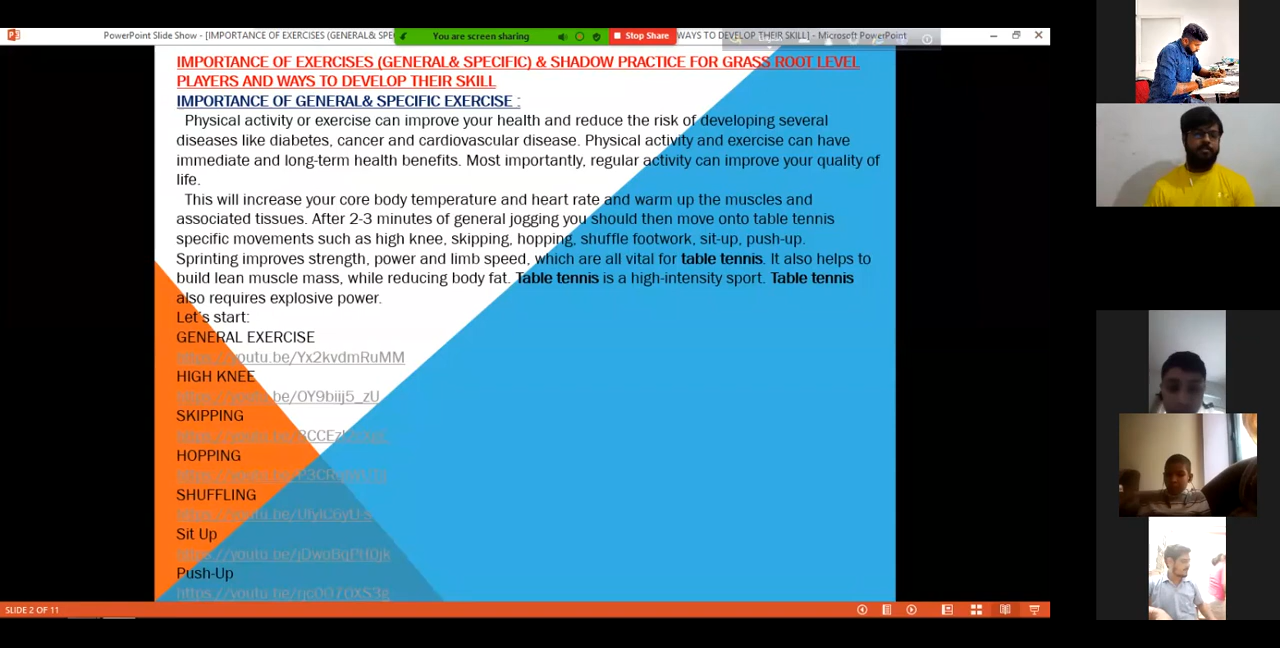 PowerPoint Slide Show - [IMPORTANCE OF EXERCISES (GENERAL& SPE
You are screen sharing
Stop Share
WAYS TO DEVELOP THEIR SKILL] - Microsoft PowerPoint
IMPORTANCE OF EXERCISES (GENERAL& SPECIFIC) & SHADOW PRACTICE FOR GRASS ROOT LEVEL
PLAYERS AND WAYS TO DEVELOP THEIR SKILL
IMPORTANCE OF GENERAL& SPECIFIC EXERCISE :
Physical activity or exercise can improve your health and reduce the risk of developing several
diseases like diabetes, cancer and cardiovascular disease. Physical activity and exercise can have
immediate and long-term health benefits. Most importantly, regular activity can improve your quality of
life.
This will increase your core body temperature and heart rate and warm up the muscles and
associated tissues. After 2-3 minutes of general jogging you should then move onto table tennis
specific movements such as high knee, skipping, hopping, shuffle footwork, sit-up, push-up.
Sprinting improves strength, power and limb speed, which are all vital for table tennis. It also helps to
build lean muscle mass, while reducing body fat. Table tennis is a high-intensity sport. Table tennis
also requires explosive power.
Let's start:
GENERAL EXERCISE
https://youtu.be/Yx2kvdmRuMM
HIGH KNEE
https://youtu.be/OY9biij5_zU
SKIPPING
HOPPING
SHUFFLING
Sit Up
Push-Up
SLIDE 2 OF 11